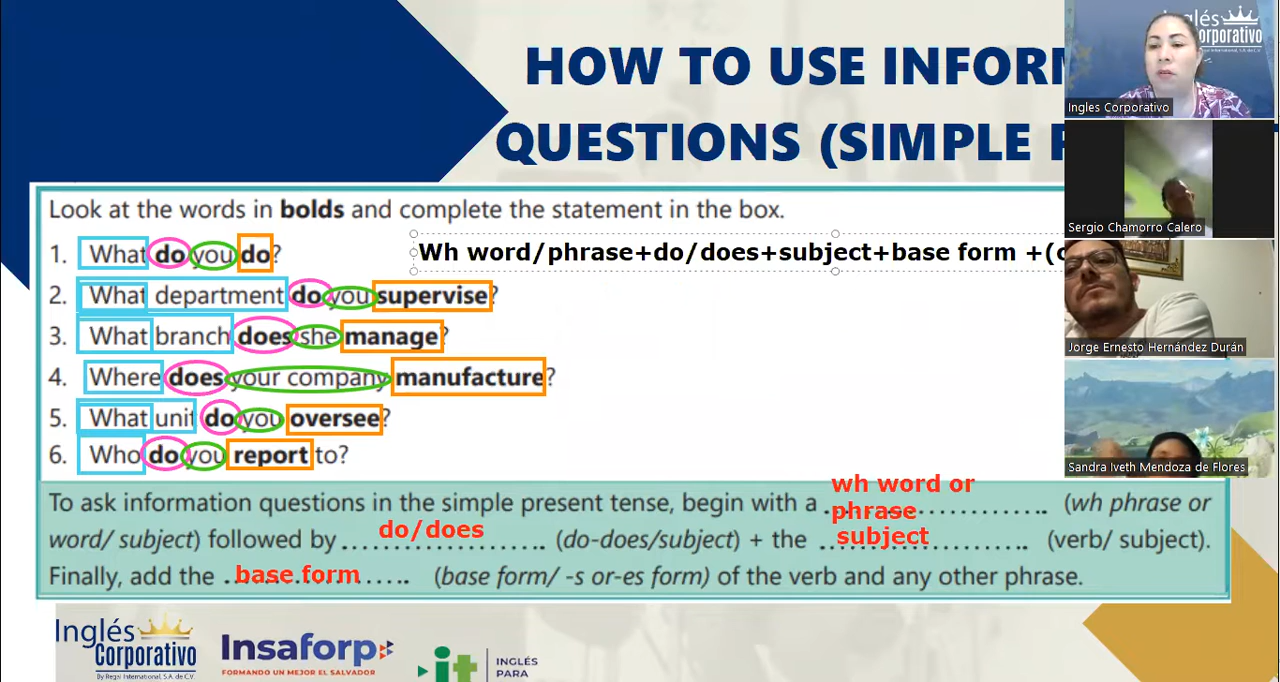 HOW TO USE INFORM
QUESTIONS (SIMPLE P
Look at the words in bolds and complete the statement in the box.
1. What do you do?
Wh word/phrase+do/does+subject+base form +(o
2. What department do you supervise?
3. What branch does she manage?
4. Where does your company manufacture?
5. What unit do you oversee?
6. Who do you report to?
To ask information questions in the simple present tense, begin with a wh word or phrase (wh phrase or
word/ subject) followed by do/does (do-does/subject) + the subject (verb/ subject).
Finally, add the base form (base form/ -s or-es form) of the verb and any other phrase.
Inglés
Corporativo
By Regal International, S.A. de C.V.
Insaforp
FORMANDO UN MEJOR EL SALVADOR
it
INGLÉS
PARA
Inglés
Corporativo
By Regal International, S.A. de C.V.
Ingles Corporativo
Sergio Chamorro Calero
Jorge Ernesto Hernández Durán
Sandra Iveth Mendoza de Flores